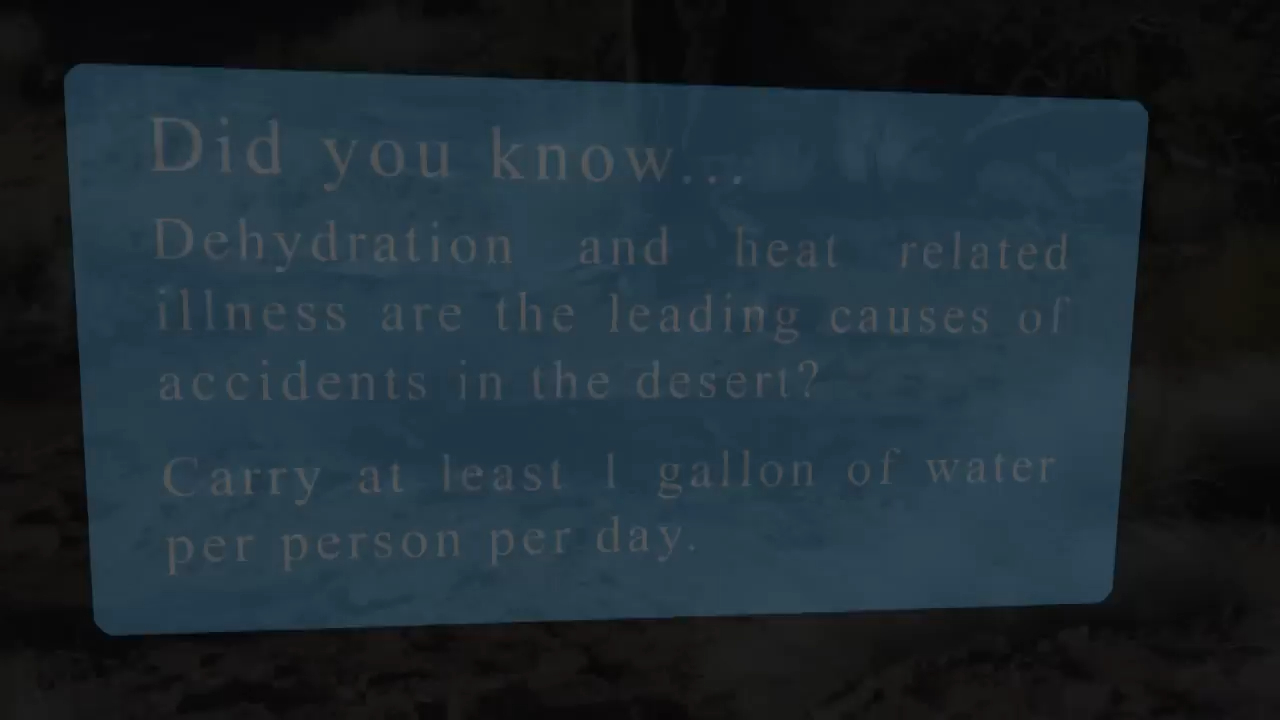 Did you know...
Dehydration and heat related
illness are the leading causes of
accidents in the desert?
Carry at least 1 gallon of water
per person per day.